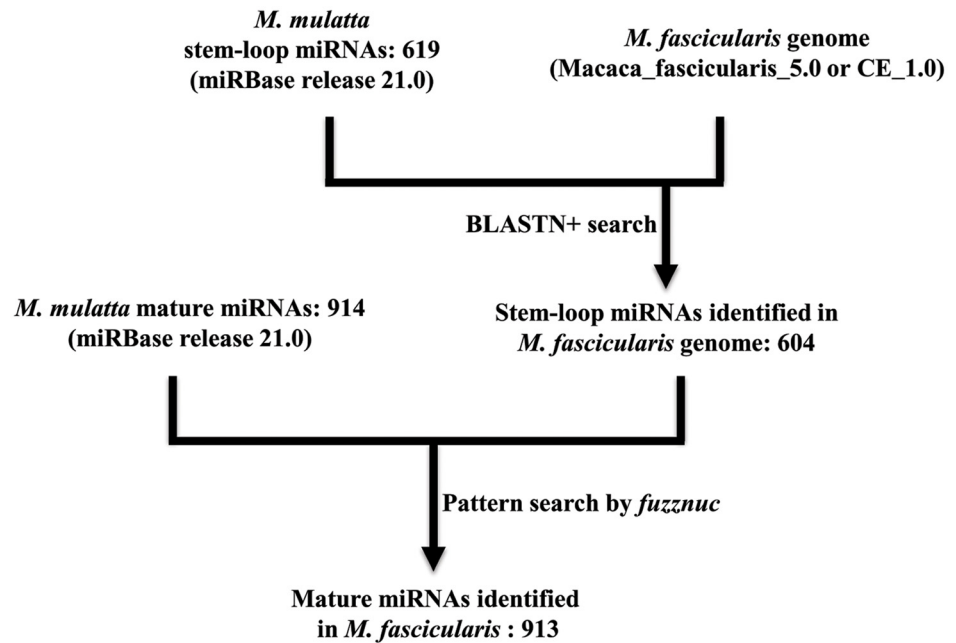 M. mulatta
stem-loop miRNAs: 619
(miRBase release 21.0)
M. fascicularis genome
(Macaca_fascicularis_5.0 or CE_1.0)
BLASTN+ search
M. mulatta mature miRNAs: 914
(miRBase release 21.0)
Stem-loop miRNAs identified in
M. fascicularis genome: 604
Pattern search by fuzznuc
Mature miRNAs identified
in M. fascicularis : 913